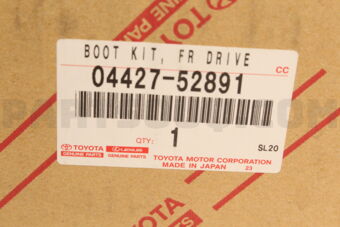 BOOT KIT, FR DRIVE
CC
04427-52891
QTY:
1
SL20
TOYOTA
GENUINE PARTS
LEXUS
GENUINE PARTS
TOYOTA MOTOR CORPORATION
MADE IN JAPAN
23